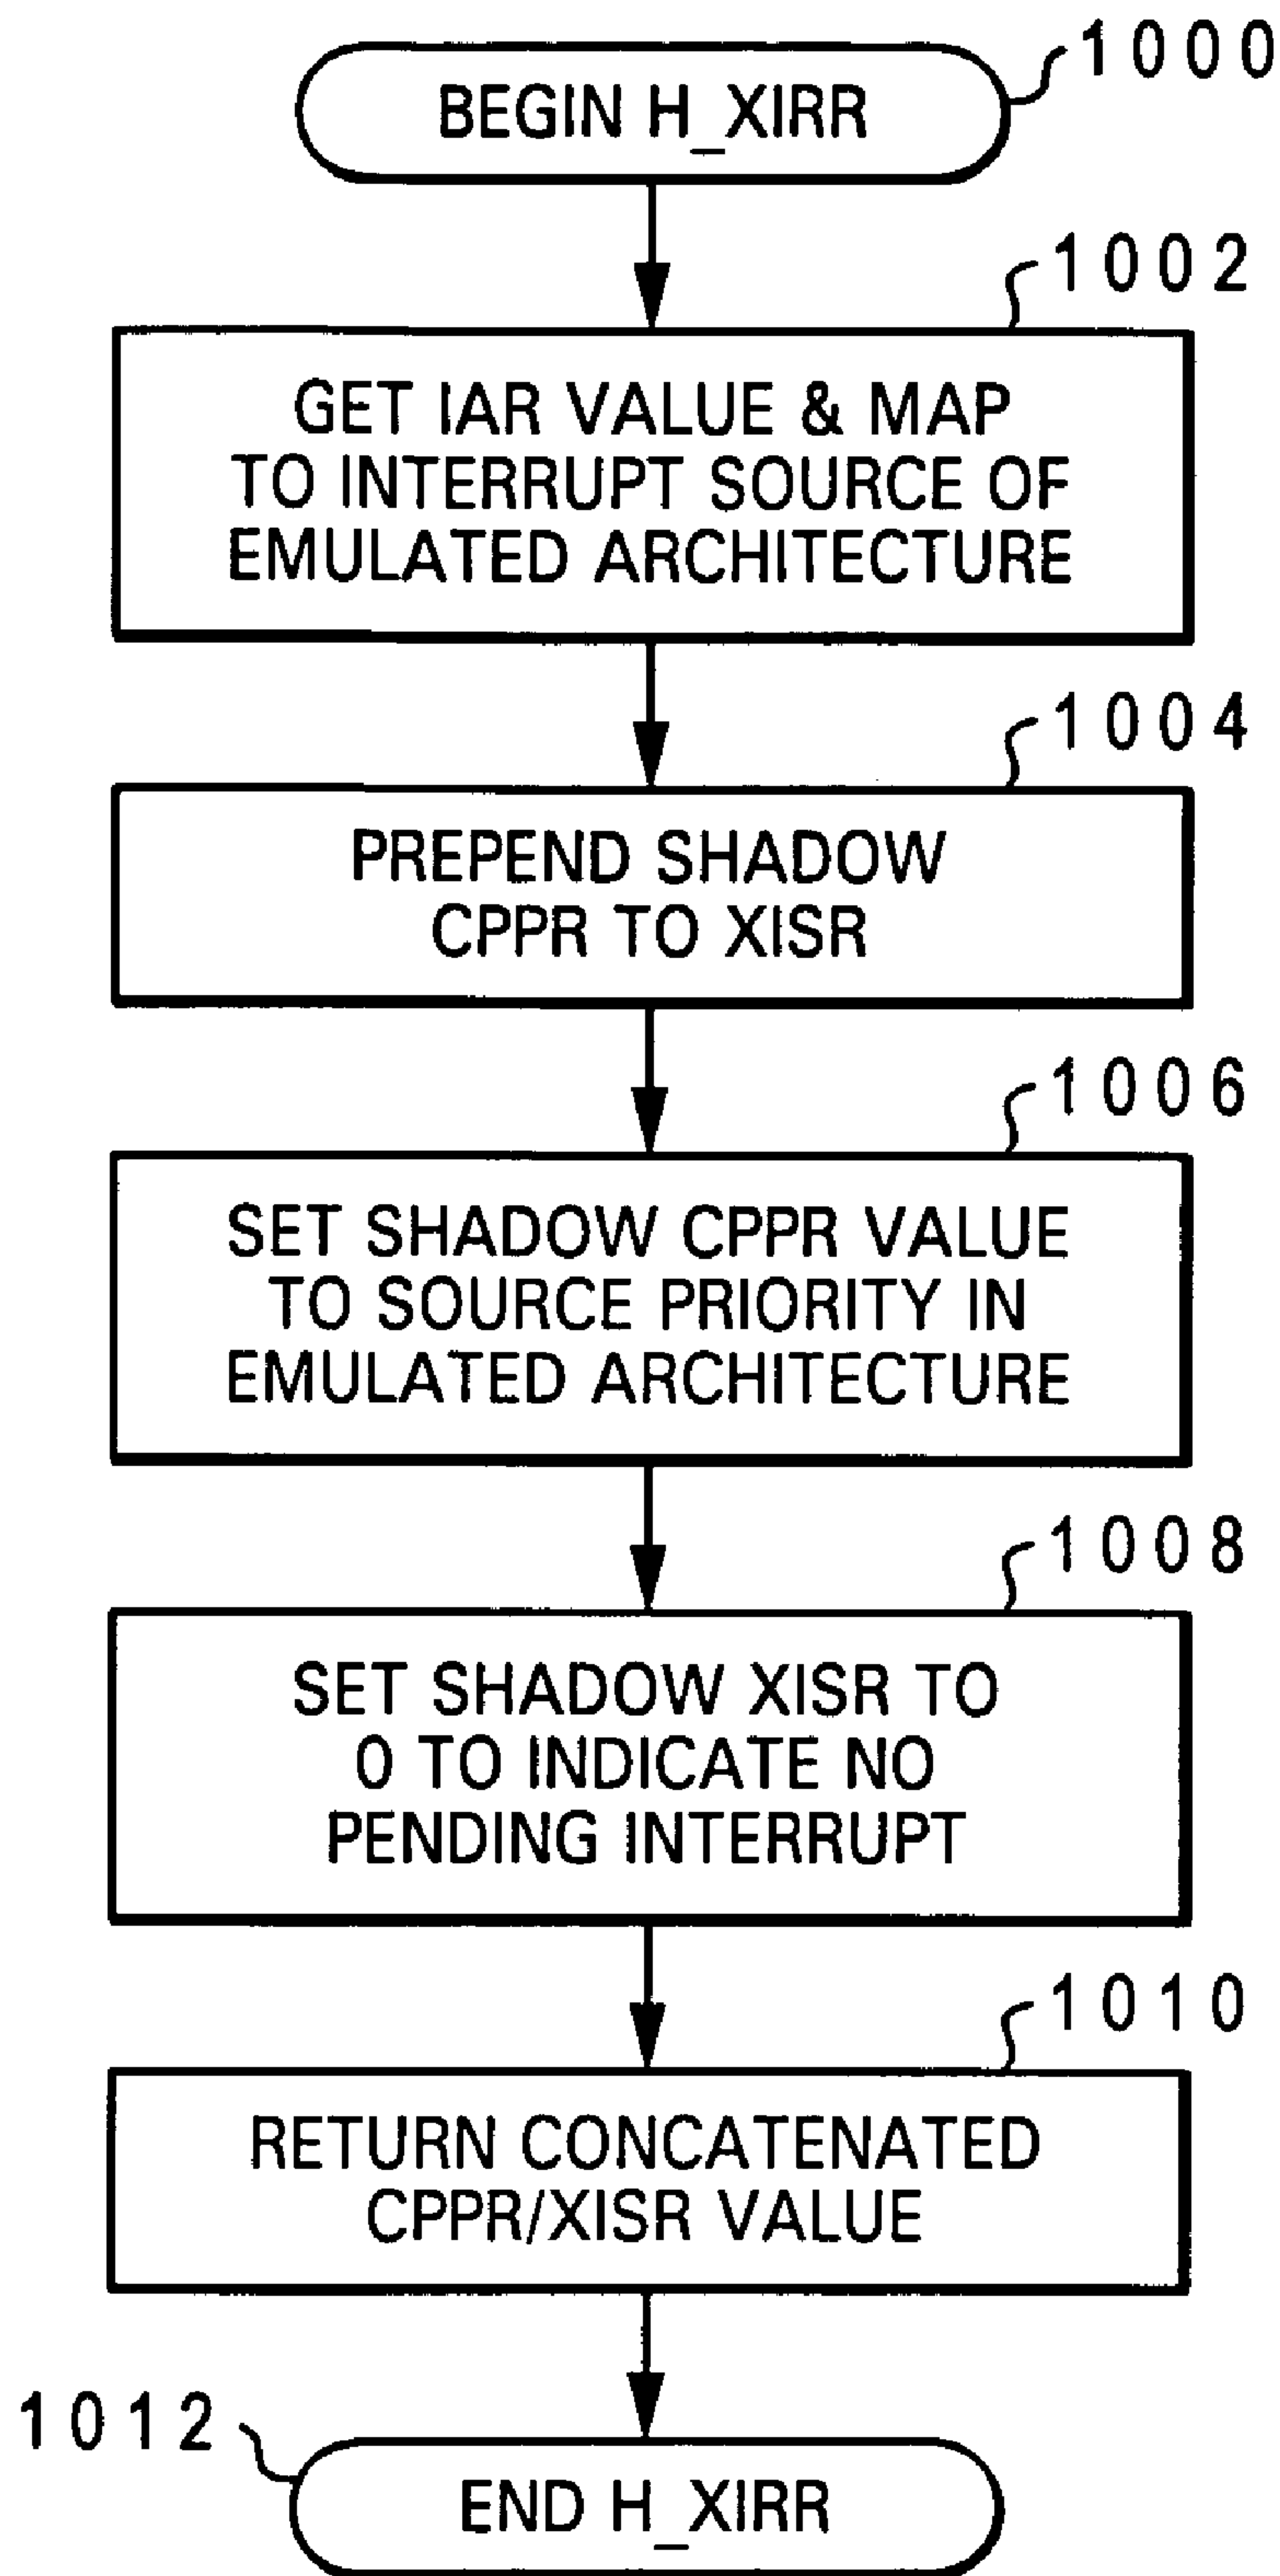 1000
BEGIN H_XIRR
1002
GET IAR VALUE & MAP
TO INTERRUPT SOURCE OF
EMULATED ARCHITECTURE
1004
PREPEND SHADOW
CPPR TO XISR
1006
SET SHADOW CPPR VALUE
TO SOURCE PRIORITY IN
EMULATED ARCHITECTURE
1008
SET SHADOW XISR TO
0 TO INDICATE NO
PENDING INTERRUPT
1010
RETURN CONCATENATED
CPPR/XISR VALUE
1012
END H_XIRR